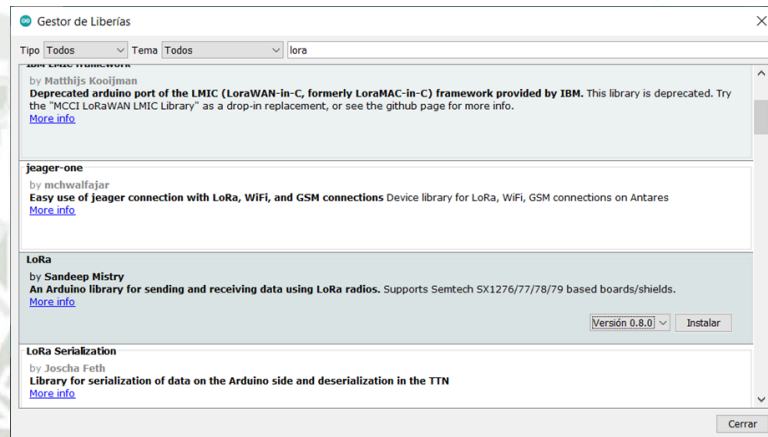 Gestor de Liberías
Tipo Todos Tema Todos lora
IBM LMIC framework
by Matthijs Kooijman
Deprecated arduino port of the LMIC (LoraWAN-in-C, formerly LoraMAC-in-C) framework provided by IBM. This library is deprecated. Try
the "MCCI LoRaWAN LMIC Library" as a drop-in replacement, or see the github page for more info.
More info
jeager-one
by mchwalfajar
Easy use of jeager connection with LoRa, WiFi, and GSM connections Device library for LoRa, WiFi, GSM connections on Antares
More info
LoRa
by Sandeep Mistry
An Arduino library for sending and receiving data using LoRa radios. Supports Semtech SX1276/77/78/79 based boards/shields.
More info
Versión 0.8.0 Instalar
LoRa Serialization
by Joscha Feth
Library for serialization of data on the Arduino side and deserialization in the TTN
More info
Cerrar